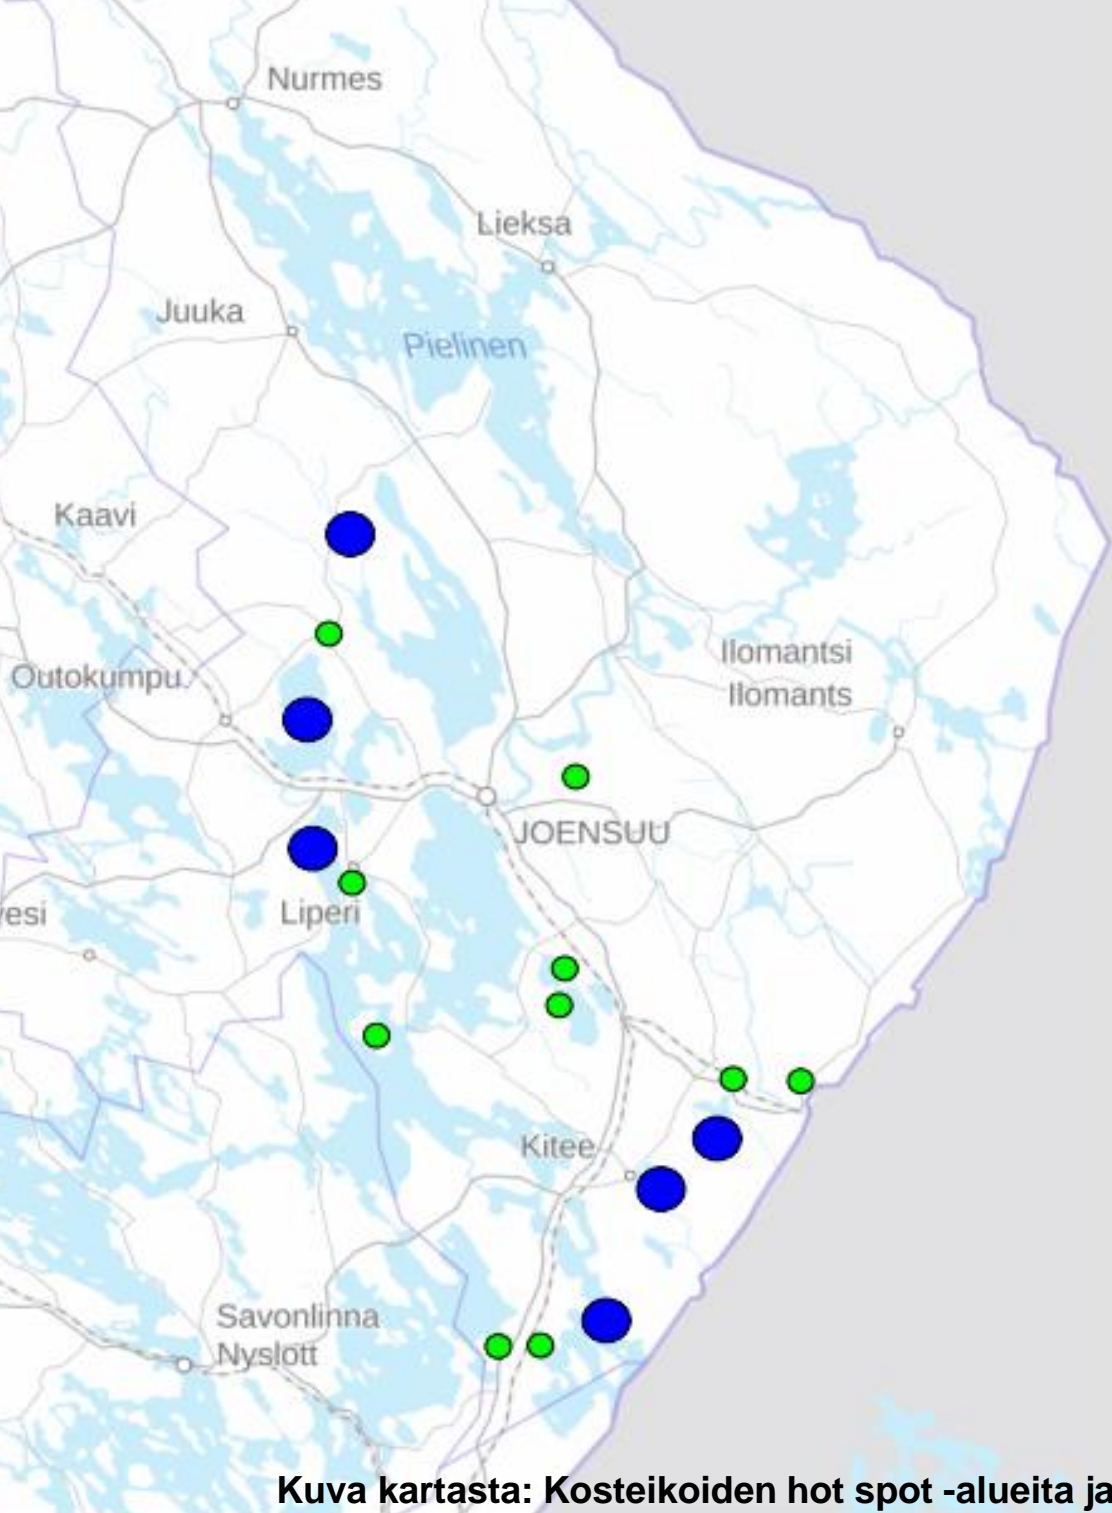 Nurmes
Lieksa
Juuka
Pielinen
Kaavi
Ilomantsi
Outokumpu
Ilomants
JOENSUU
vesi
Liperi
Kitee
Savonlinna
Nyslott
Kuva kartasta: Kosteikoiden hot spot -alueita ja